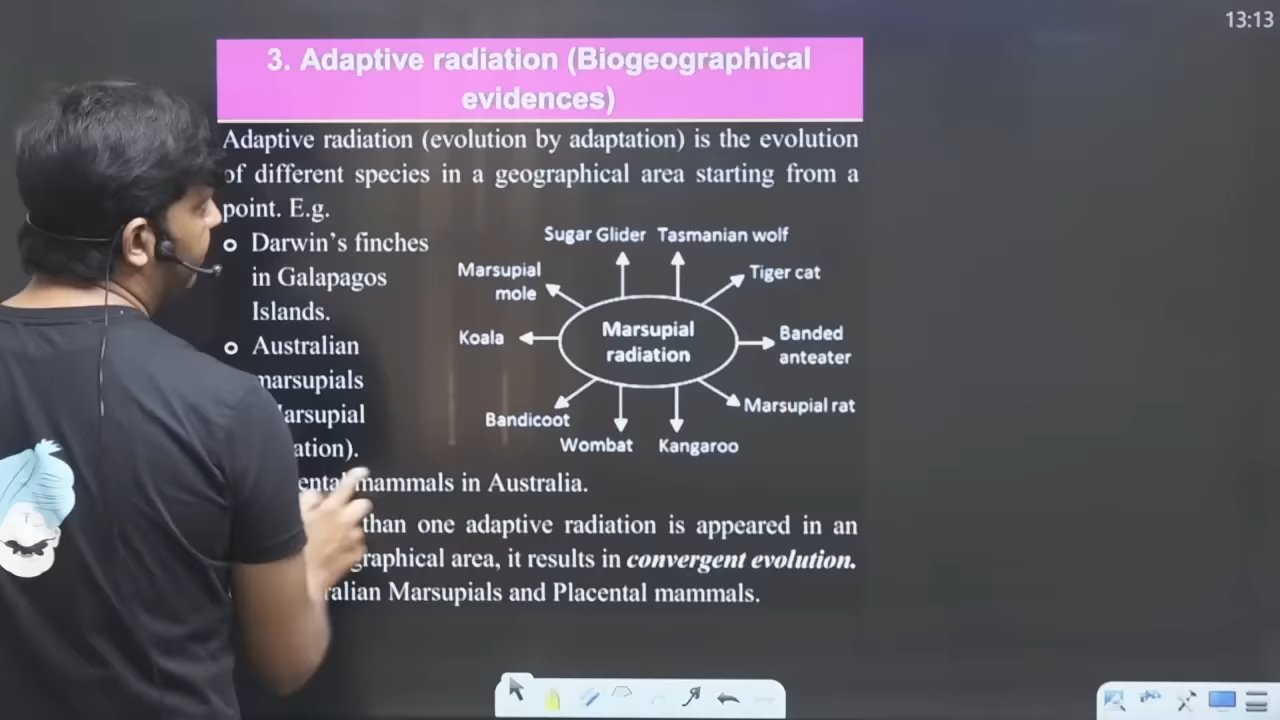 13:13
3. Adaptive radiation (Biogeographical
evidences)
Adaptive radiation (evolution by adaptation) is the evolution
of different species in a geographical area starting from a
point. E.g.
Darwin's finches
in Galapagos
Islands.
Australian
marsupials
Sugar Glider Tasmanian wolf
Marsupial
mole
Tiger cat
Koala
Marsupial
radiation
Banded
anteater
Bandicoot
Marsupial rat
Wombat Kangaroo
mammals in Australia.
than one adaptive radiation is appeared in an
area, it results in convergent evolution.
Marsupials and Placental mammals.